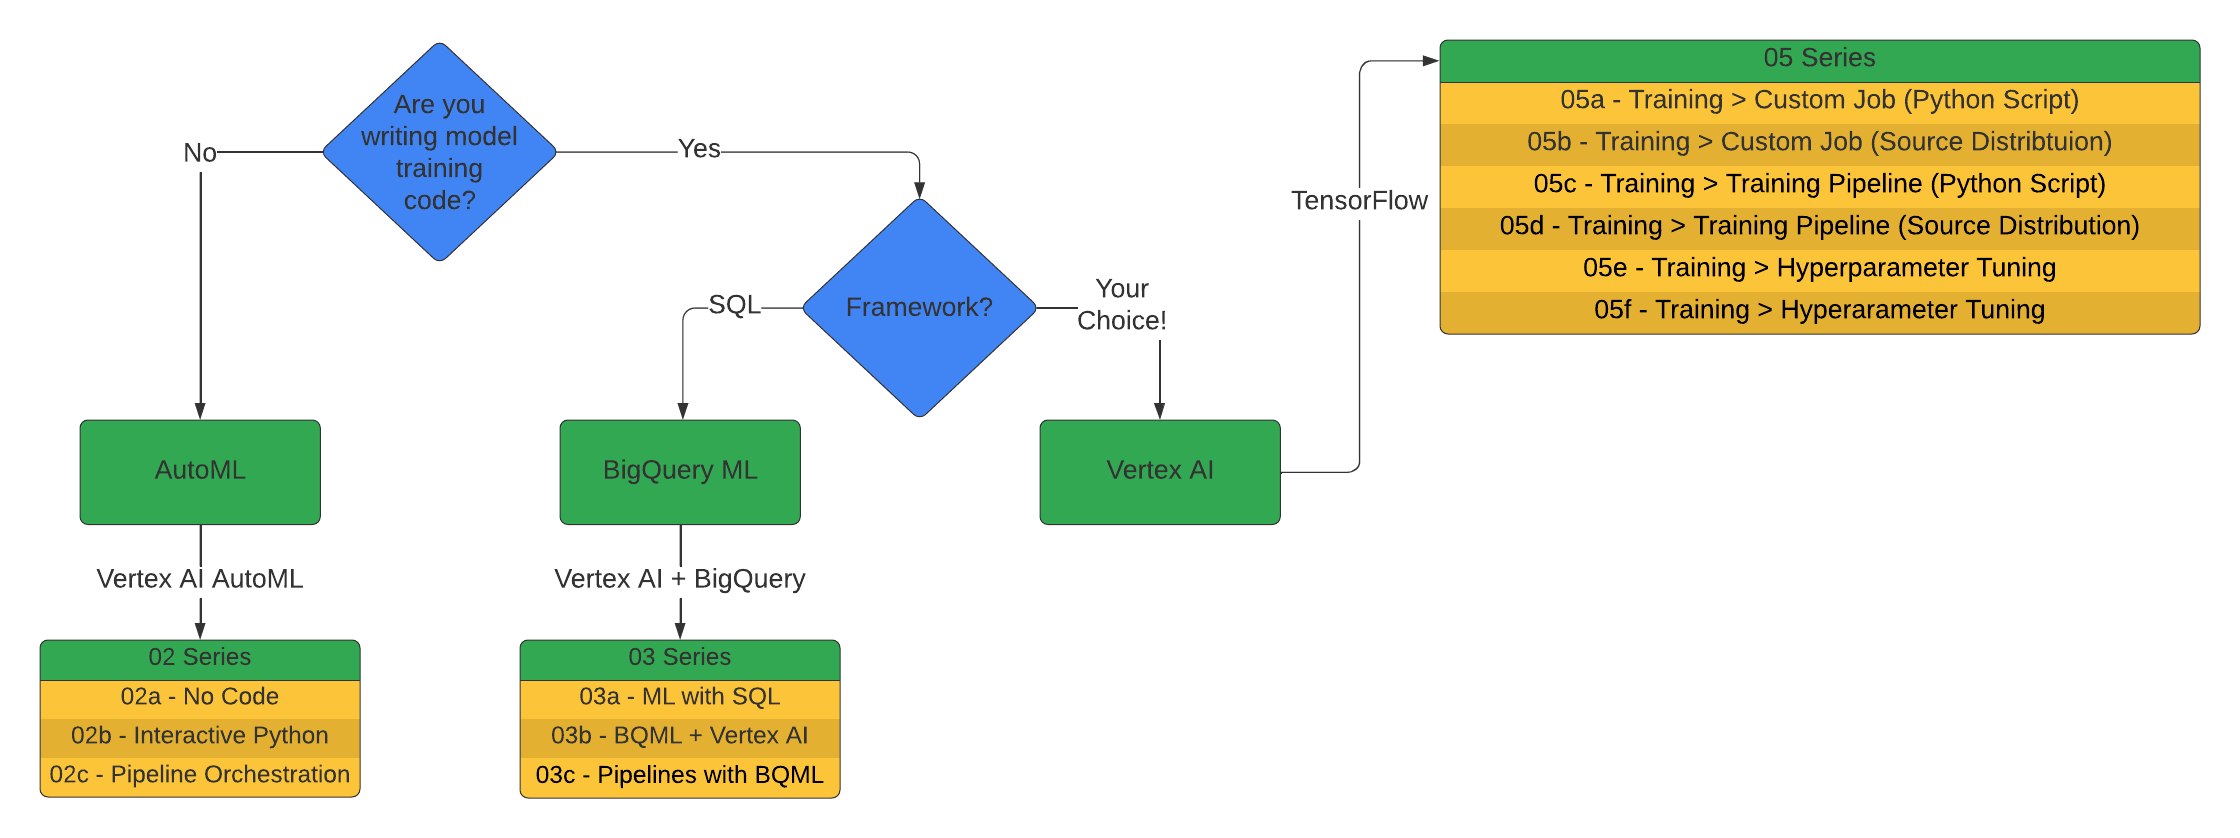 Are you
writing model
training
code?
No
Yes
Framework?
SQL
Your
Choice!
TensorFlow
AutoML
BigQuery ML
Vertex AI
Vertex AI AutoML
Vertex AI + BigQuery
02 Series
02a - No Code
02b - Interactive Python
02c - Pipeline Orchestration
03 Series
03a - ML with SQL
03b - BQML + Vertex AI
03c - Pipelines with BQML
05 Series
05a - Training > Custom Job (Python Script)
05b - Training > Custom Job (Source Distribtuion)
05c - Training > Training Pipeline (Python Script)
05d - Training > Training Pipeline (Source Distribution)
05e - Training > Hyperparameter Tuning
05f - Training > Hyperarameter Tuning